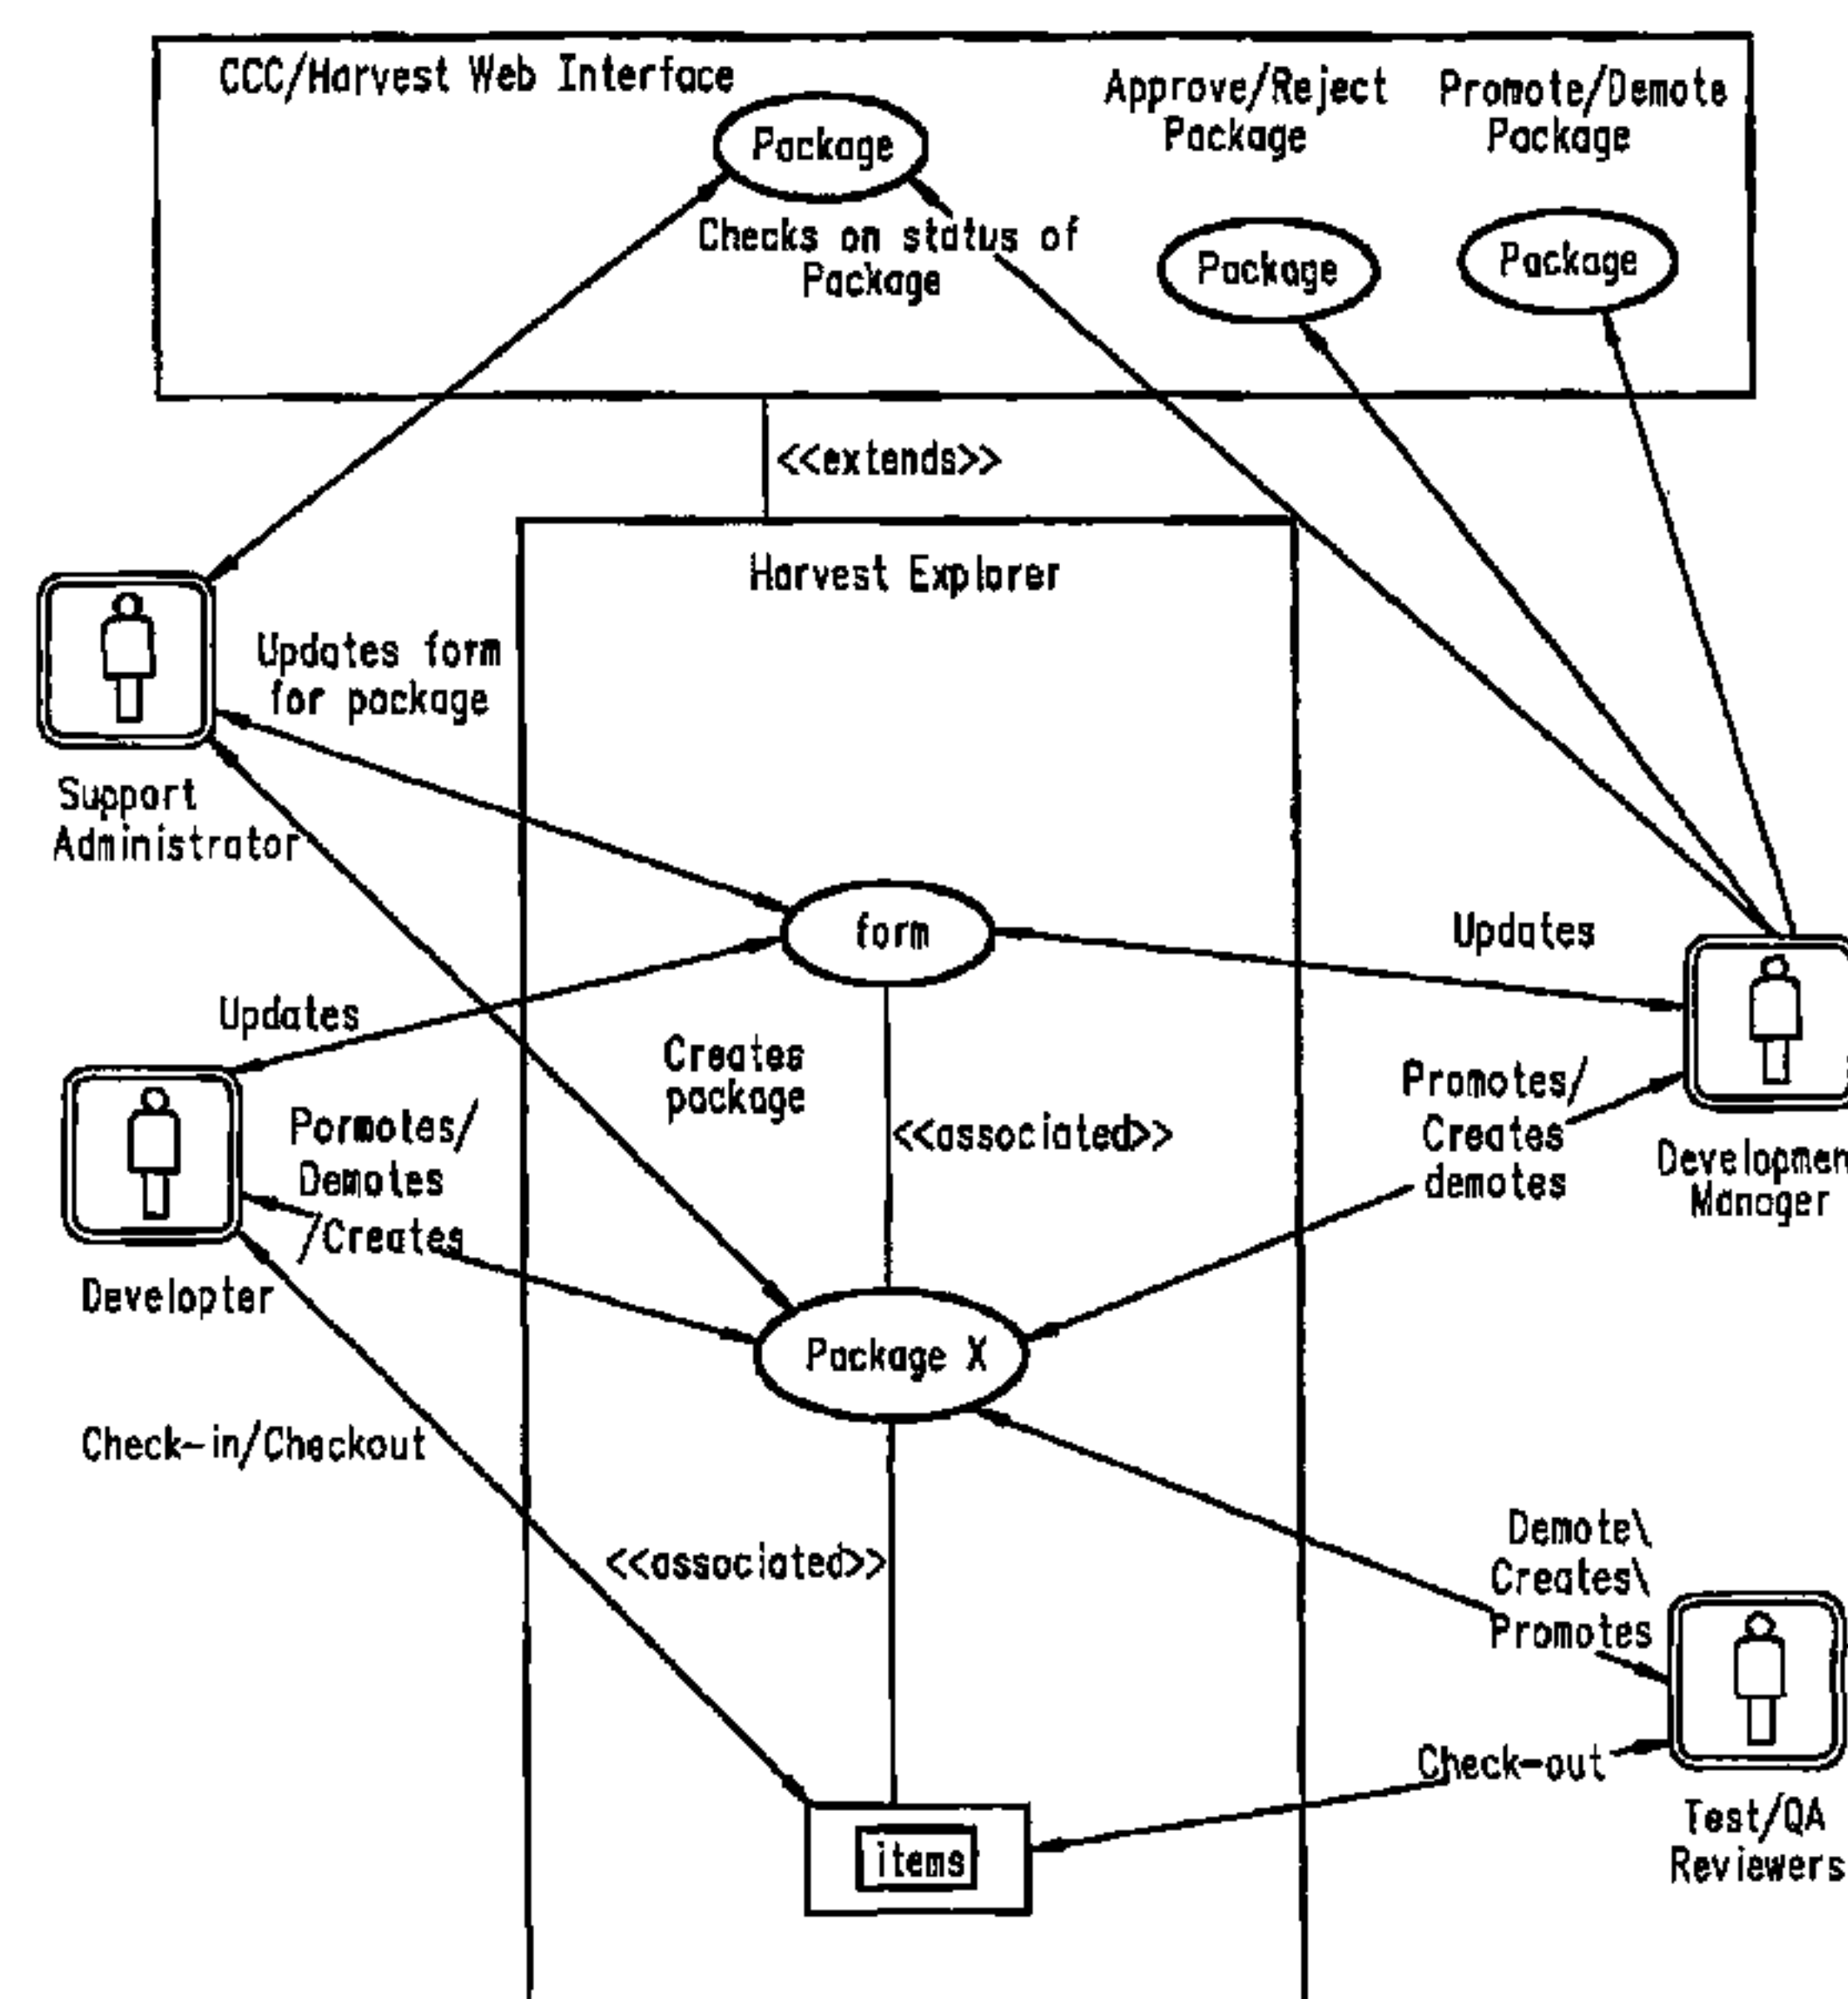 CCC/Harvest Web Interface
Package
Approve/Reject
Package
Promote/Demote
Package
Checks on status of
Package
Package
Package
<<extends>>
Harvest Explorer
Updates form
for package
Support
Administrator
form
Updates
Updates
Creates
package
<<associated>>
Promotes/
Creates
demotes
Developmen
Manager
Pormotes/
Demotes
/Creates
Developter
Package X
Check-in/Checkout
<<associated>>
Demote\
Creates\
Promotes
Check-out
Test/QA
Reviewers
items